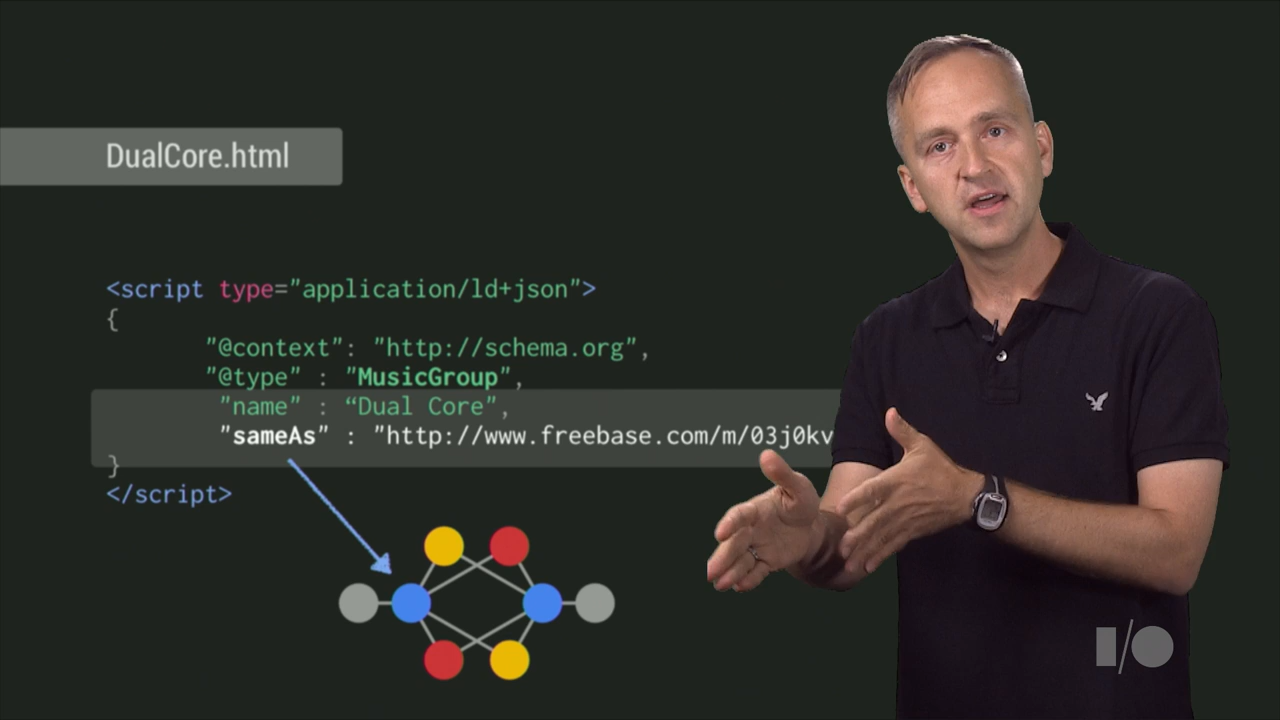 DualCore.html
<script type="application/ld+json">
{
"@context": "http://schema.org",
"@type" : "MusicGroup",
"name" : “Dual Core”,
"sameAs" : "http://www.freebase.com/m/03j0kv
}
</script>
I/O